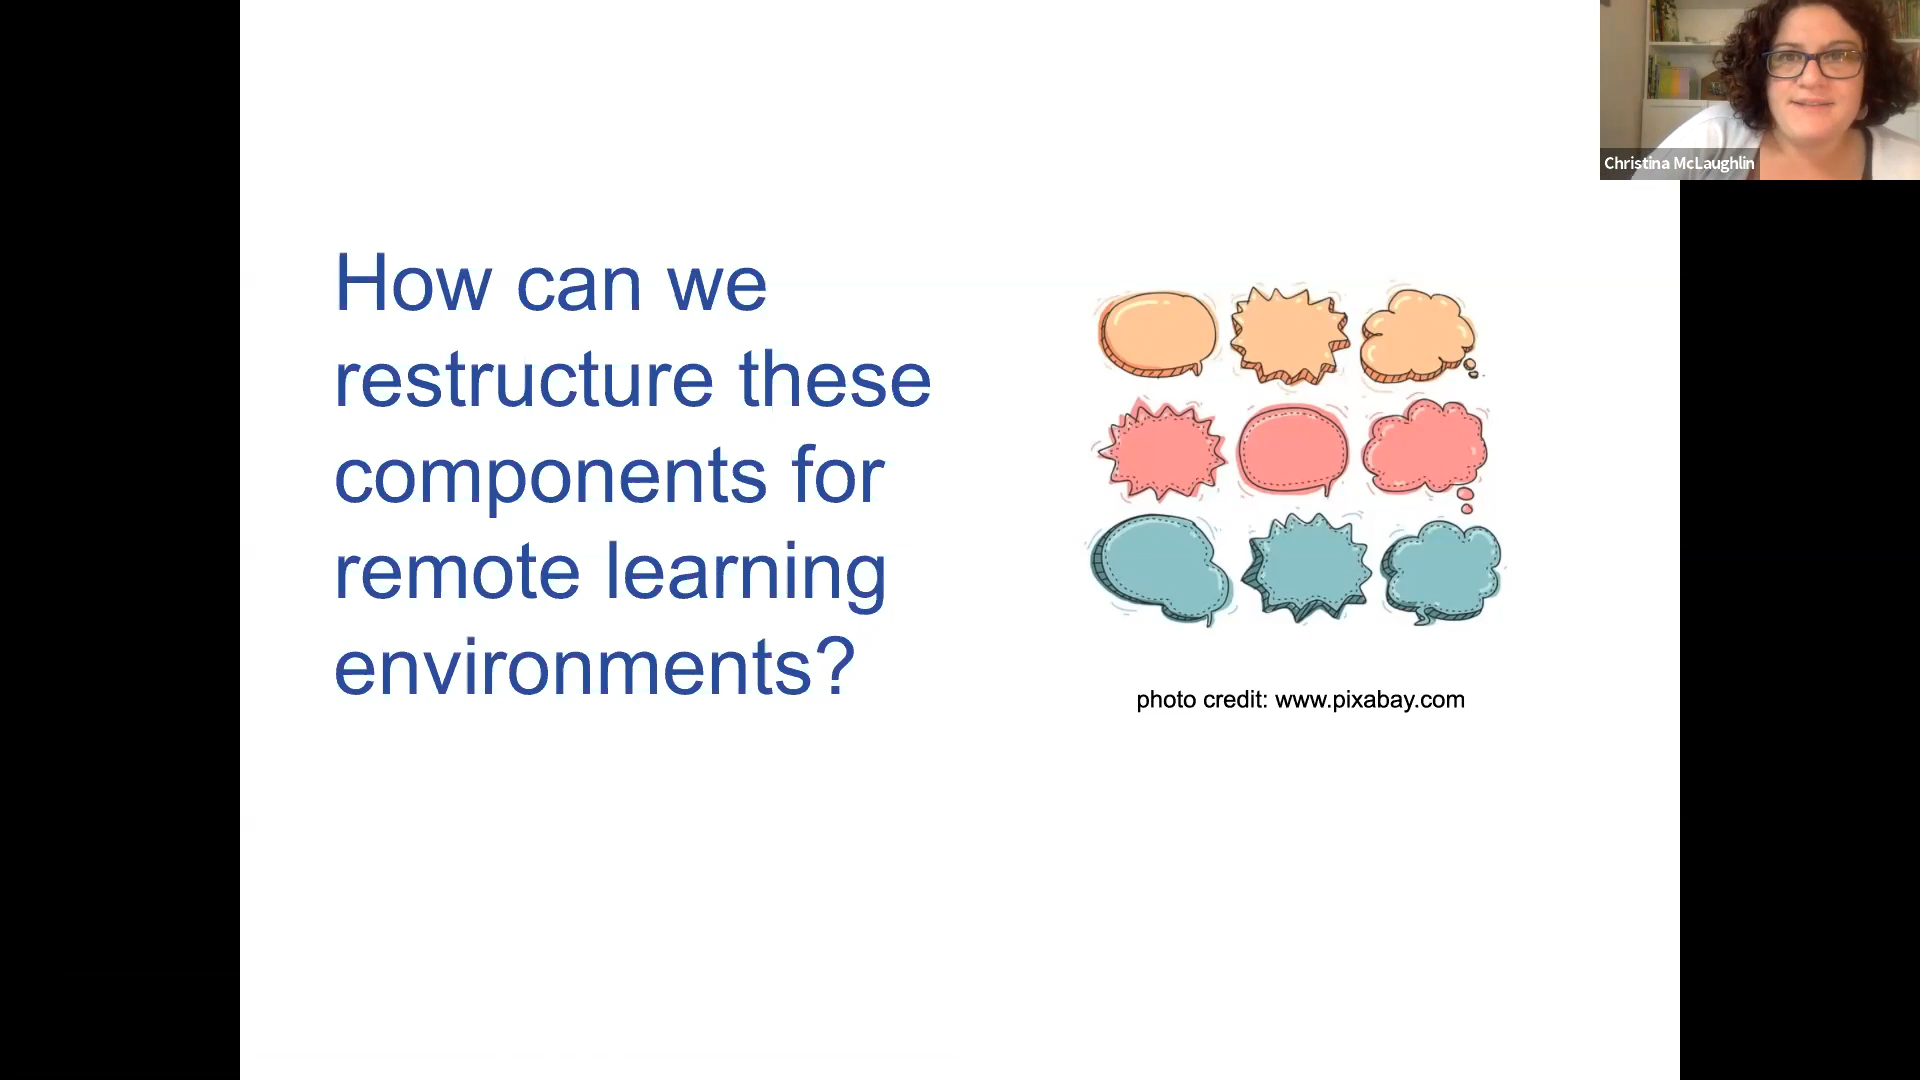 Christina McLaughlin
How can we
restructure these
components for
remote learning
environments?
photo credit: www.pixabay.com